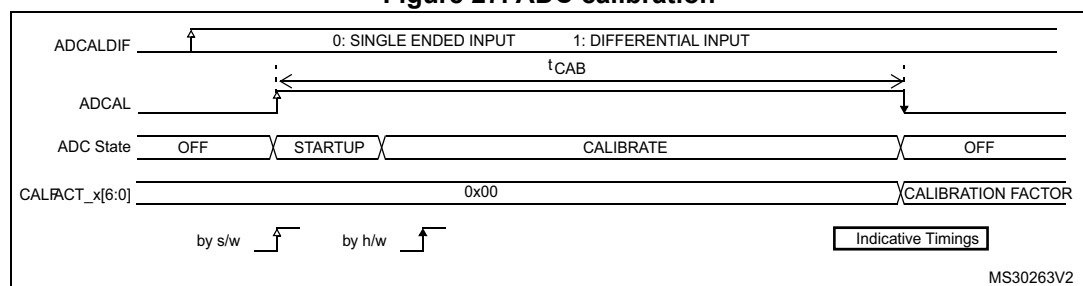 Figure 27. ADC calibration
ADCALDIF 0: SINGLE ENDED INPUT 1: DIFFERENTIAL INPUT
tCAB
ADCAL
ADC State OFF STARTUP CALIBRATE OFF
CALFACT_x[6:0] 0x00 CALIBRATION FACTOR
by s/w by h/w Indicative Timings
MS30263V2